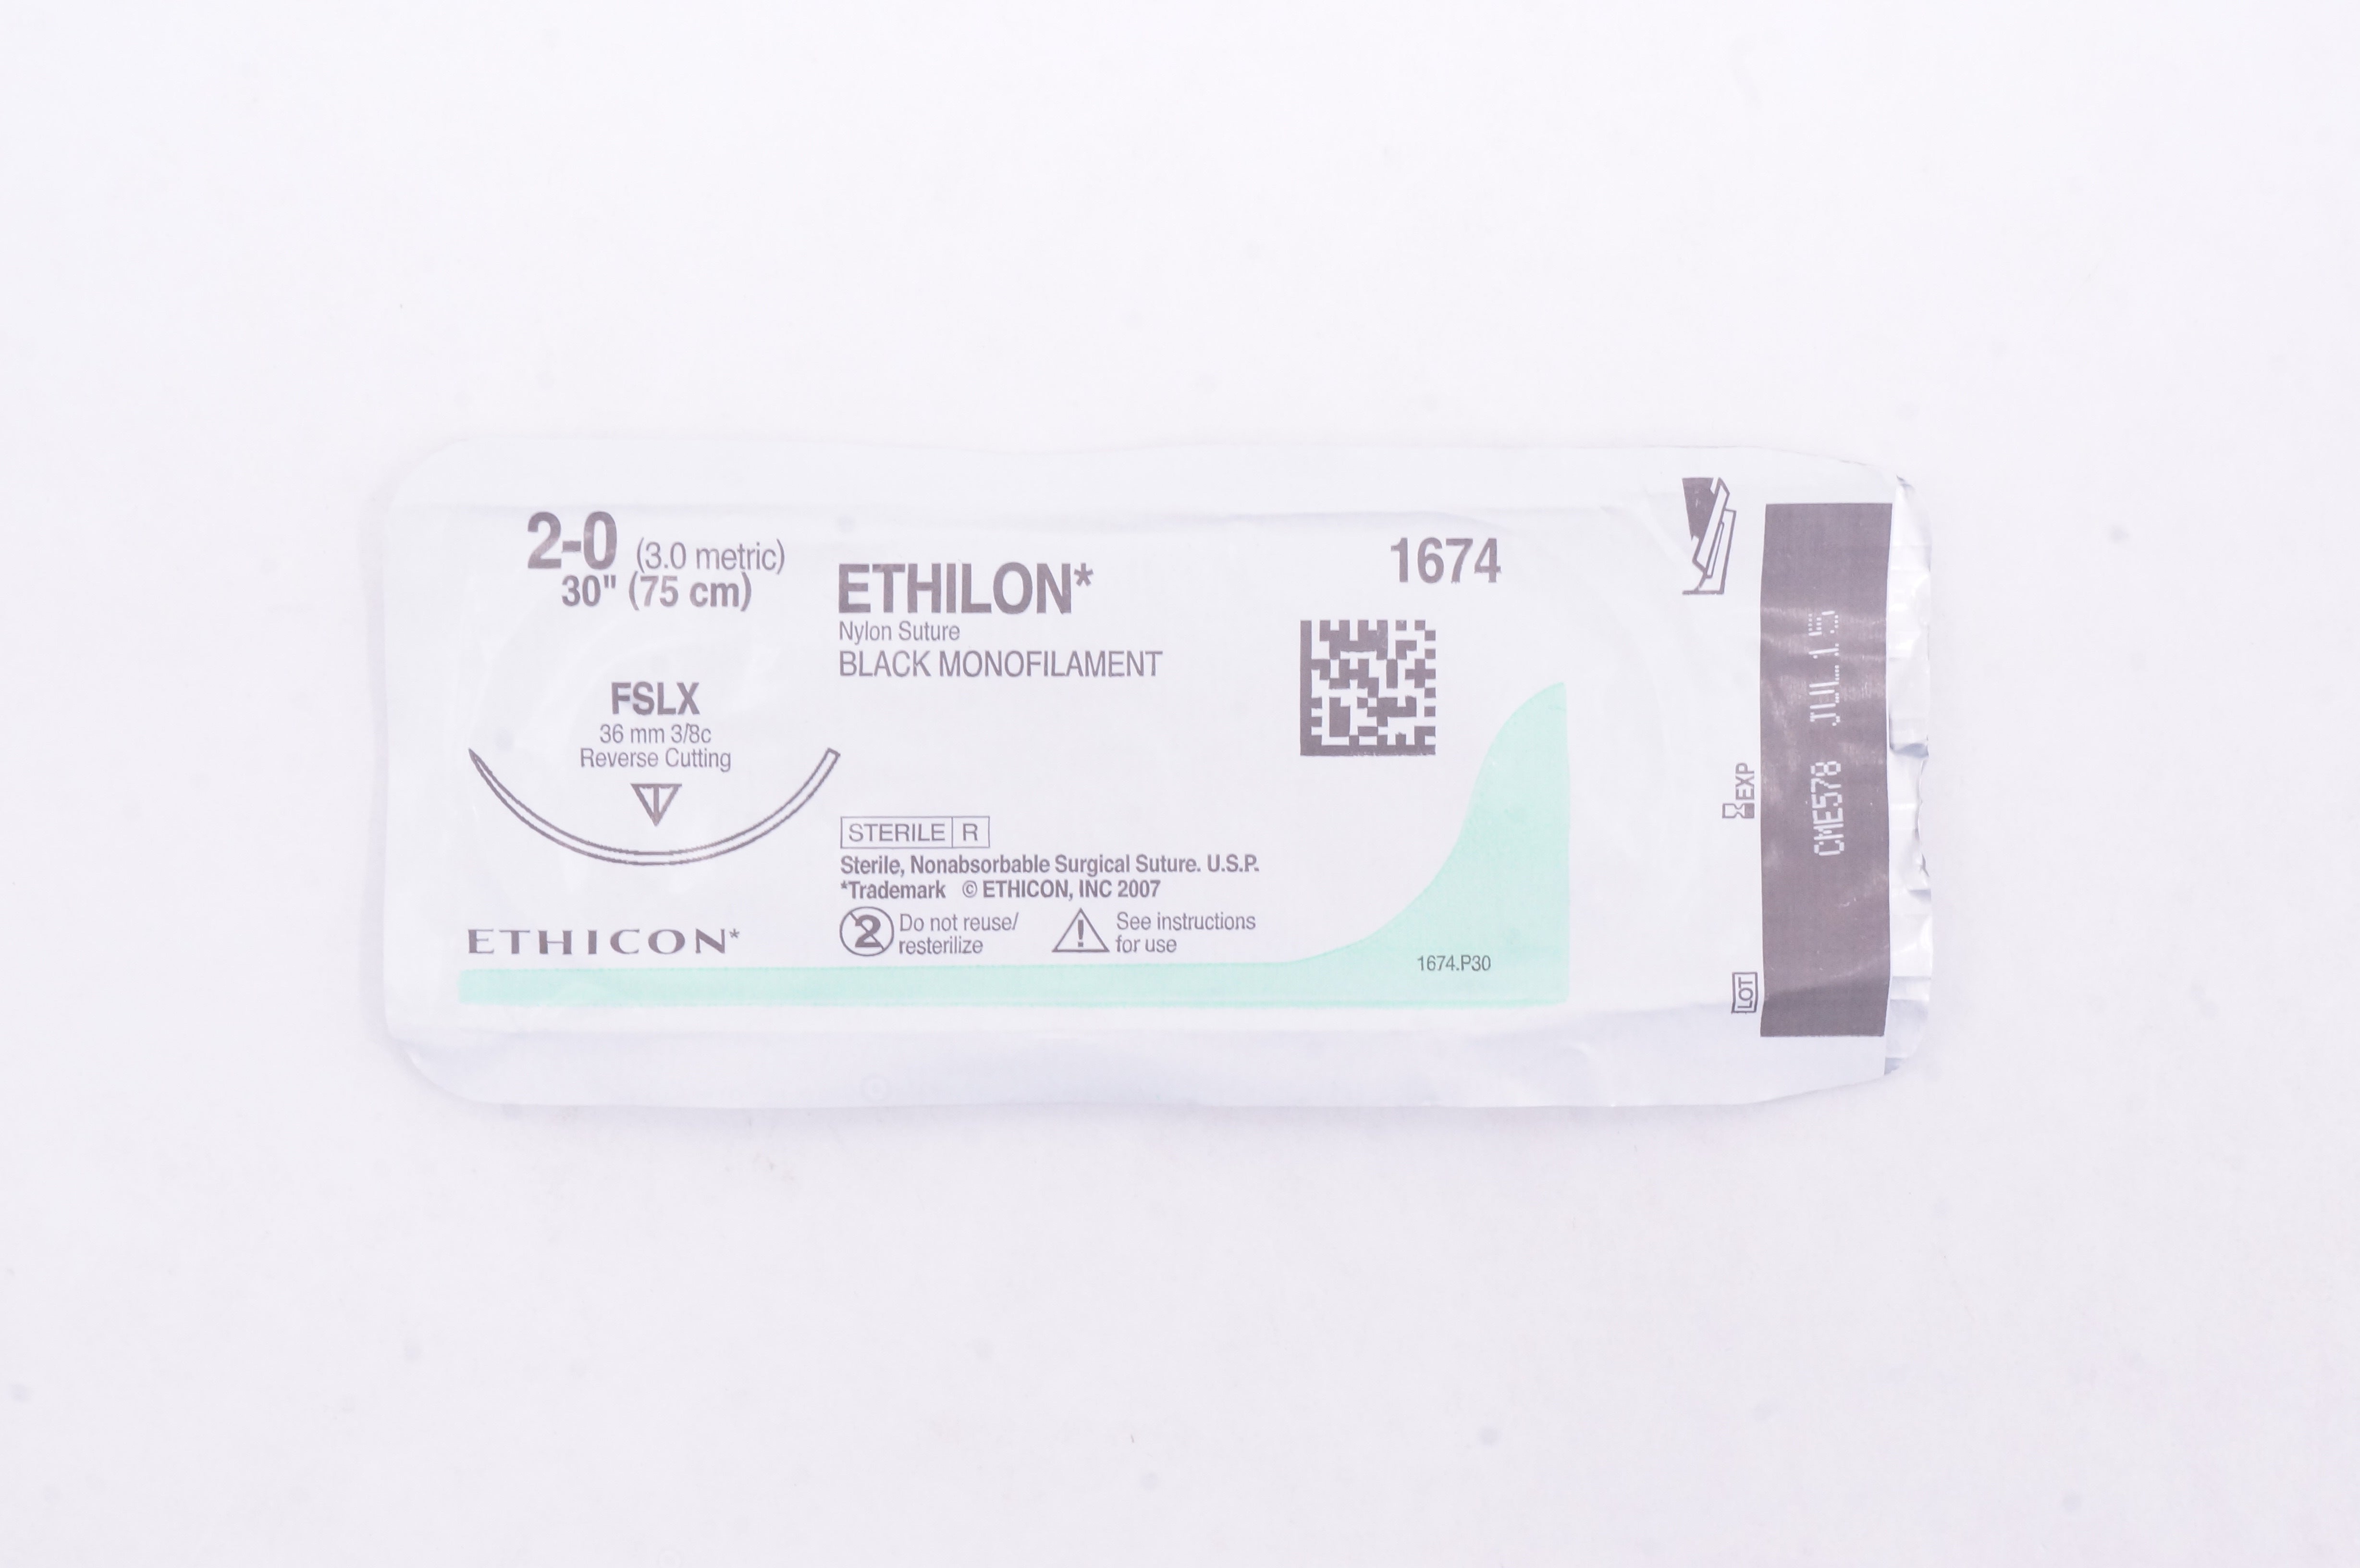 2-0 (3.0 metric)
30" (75 cm)
FSLX
36 mm 3/8c
Reverse Cutting
ETHICON*
ETHILON*
Nylon Suture
BLACK MONOFILAMENT
STERILE R
Sterile, Nonabsorbable Surgical Suture. U.S.P.
*Trademark © ETHICON, INC 2007
2 Do not reuse/
resterilize
! See instructions
for use
1674
1674.P30
EXP
LOT
CME578 JUL15